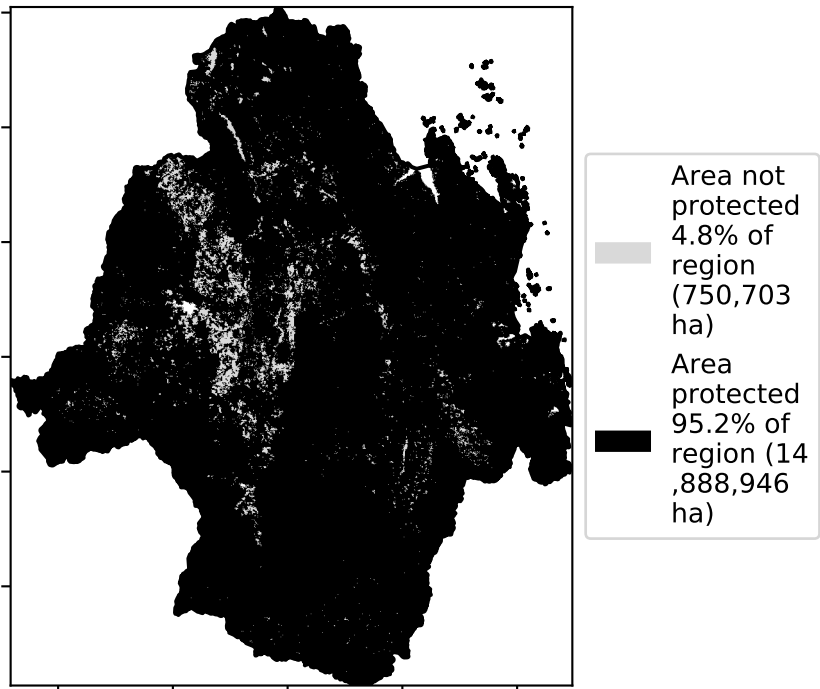 Area not
protected
4.8% of
region
(750,703
ha)
Area
protected
95.2% of
region (14
,888,946
ha)